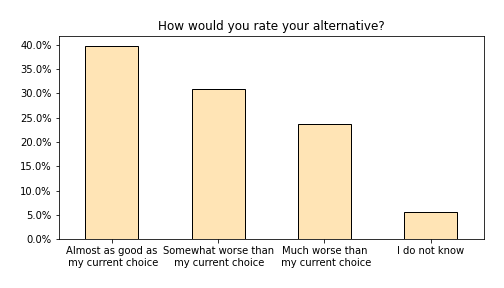 How would you rate your alternative?
40.0%
35.0%
30.0%
25.0%
20.0%
15.0%
10.0%
5.0%
0.0%
Almost as good as
my current choice
Somewhat worse than
my current choice
Much worse than
my current choice
I do not know